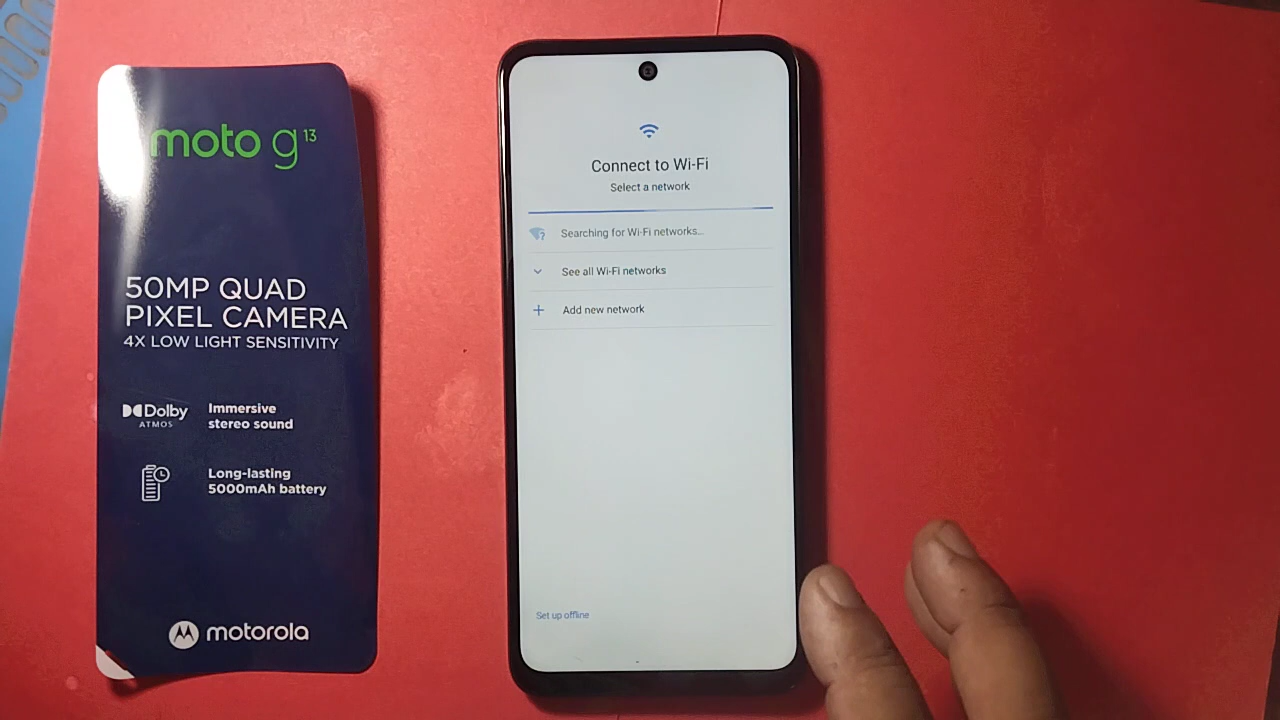 moto g13
50MP QUAD
PIXEL CAMERA
4X LOW LIGHT SENSITIVITY
Dolby
ATMOS
Immersive
stereo sound
Long-lasting
5000mAh battery
motorola
Connect to Wi-Fi
Select a network
Searching for Wi-Fi networks...
See all Wi-Fi networks
Add new network
Set up offline